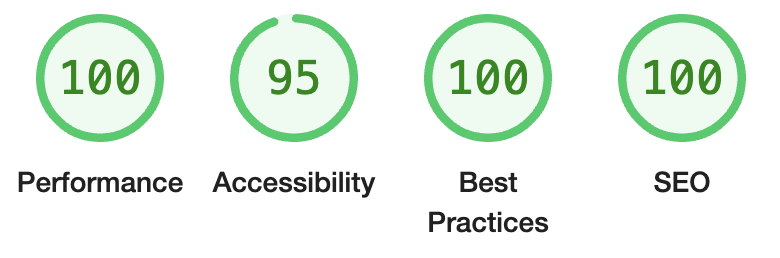 100
95
100
100
Performance
Accessibility
Best
Practices
SEO